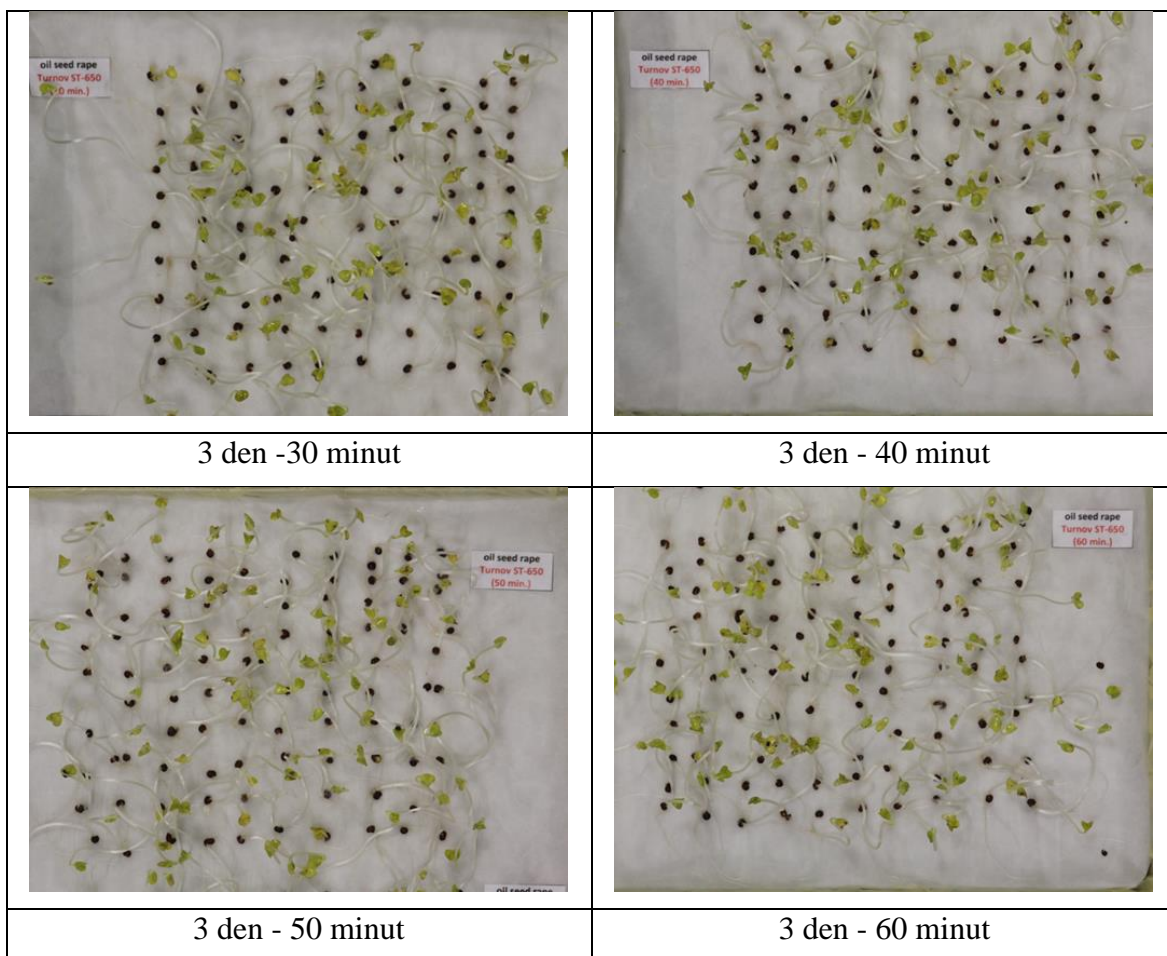 oil seed rape
Turnov ST-650
min.)
oil seed rape
Turnov ST-650
(40 min.)
3 den -30 minut
3 den - 40 minut
oil seed rape
Turnov ST-650
(50 min.)
oil seed rape
Turnov ST-650
(60 min.)
3 den - 50 minut
3 den - 60 minut